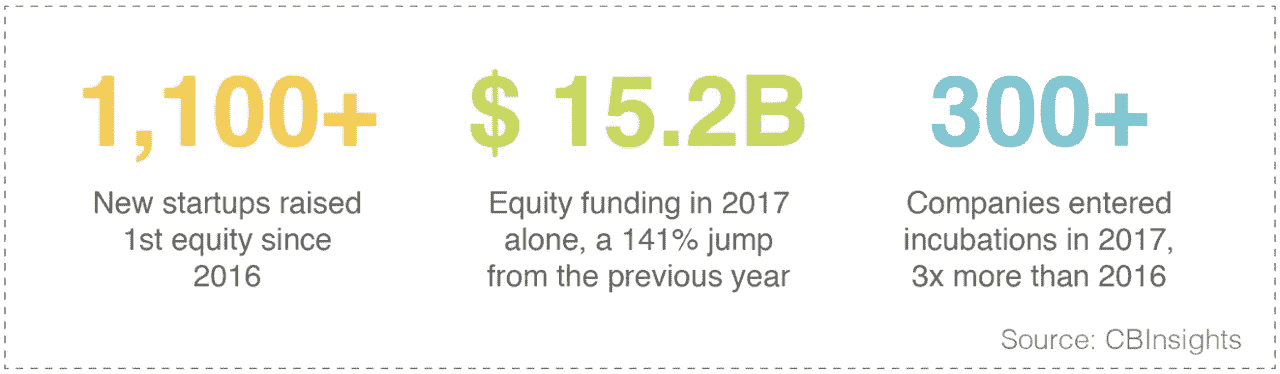 1,100+
New startups raised
1st equity since
2016
$ 15.2B
Equity funding in 2017
alone, a 141% jump
from the previous year
300+
Companies entered
incubations in 2017,
3x more than 2016
Source: CBInsights